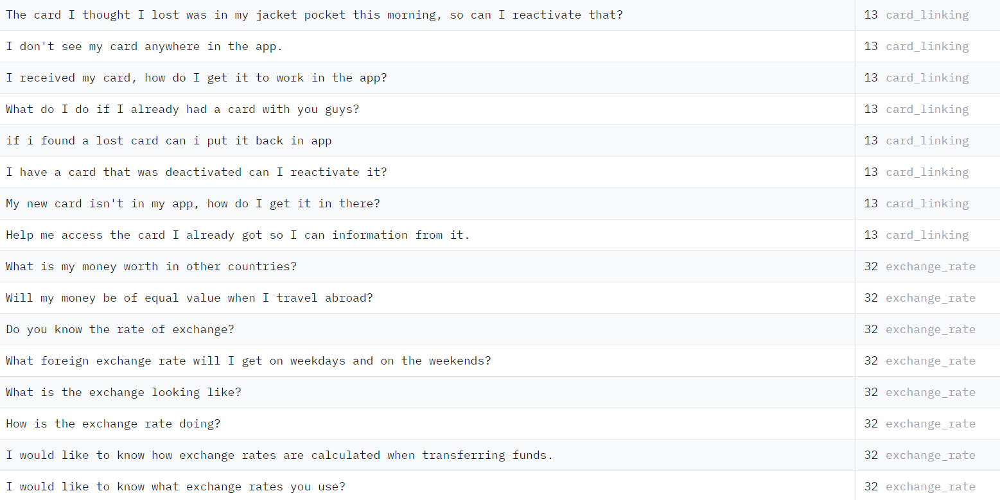 The card I thought I lost was in my jacket pocket this morning, so can I reactivate that? 13 card_linking
I don't see my card anywhere in the app. 13 card_linking
I received my card, how do I get it to work in the app? 13 card_linking
What do I do if I already had a card with you guys? 13 card_linking
if i found a lost card can i put it back in app 13 card_linking
I have a card that was deactivated can I reactivate it? 13 card_linking
My new card isn't in my app, how do I get it in there? 13 card_linking
Help me access the card I already got so I can information from it. 13 card_linking
What is my money worth in other countries? 32 exchange_rate
Will my money be of equal value when I travel abroad? 32 exchange_rate
Do you know the rate of exchange? 32 exchange_rate
What foreign exchange rate will I get on weekdays and on the weekends? 32 exchange_rate
What is the exchange looking like? 32 exchange_rate
How is the exchange rate doing? 32 exchange_rate
I would like to know how exchange rates are calculated when transferring funds. 32 exchange_rate
I would like to know what exchange rates you use? 32 exchange_rate